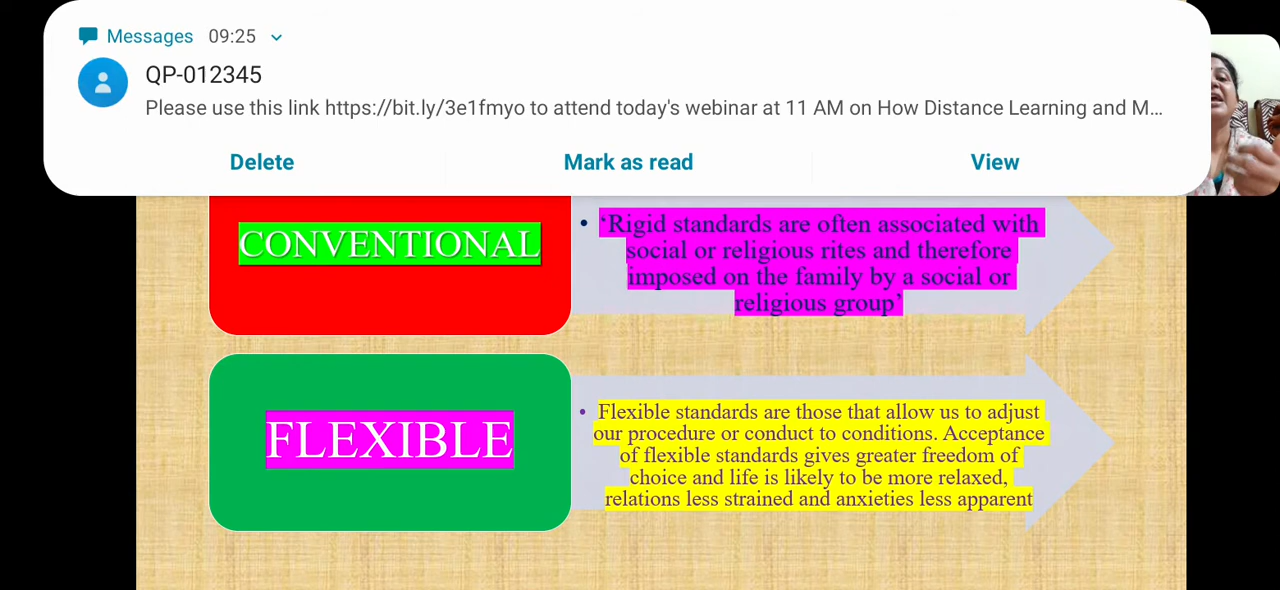 Messages 09:25
QP-012345
Please use this link https://bit.ly/3e1fmyo to attend today's webinar at 11 AM on How Distance Learning and M...
Delete Mark as read View
CONVENTIONAL
• ‘Rigid standards are often associated with
social or religious rites and therefore
imposed on the family by a social or
religious group’
FLEXIBLE
• Flexible standards are those that allow us to adjust
our procedure or conduct to conditions. Acceptance
of flexible standards gives greater freedom of
choice and life is likely to be more relaxed,
relations less strained and anxieties less apparent